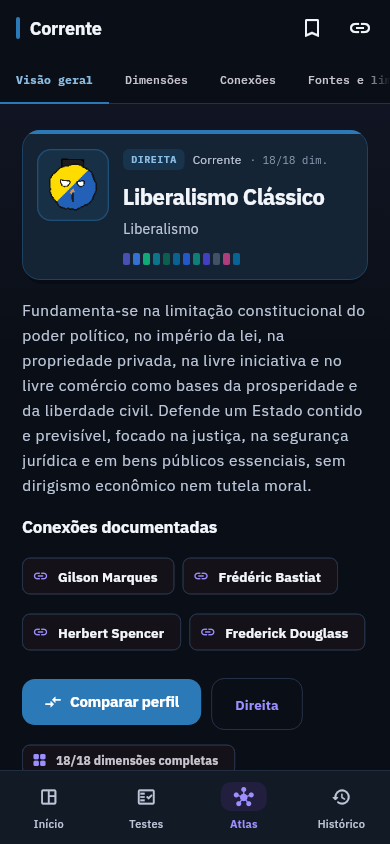 Corrente
Visão geral
Dimensões
Conexões
Fontes e li
DIREITA
Corrente
· 18/18 dim.
Liberalismo Clássico
Liberalismo
Fundamenta-se na limitação constitucional do
poder político, no império da lei, na
propriedade privada, na livre iniciativa e no
livre comércio como bases da prosperidade e
da liberdade civil. Defende um Estado contido
e previsível, focado na justiça, na segurança
jurídica e em bens públicos essenciais, sem
dirigismo econômico nem tutela moral.
Conexões documentadas
Gilson Marques
Frédéric Bastiat
Herbert Spencer
Frederick Douglass
Comparar perfil
Direita
18/18 dimensões completas
Início
Testes
Atlas
Histórico